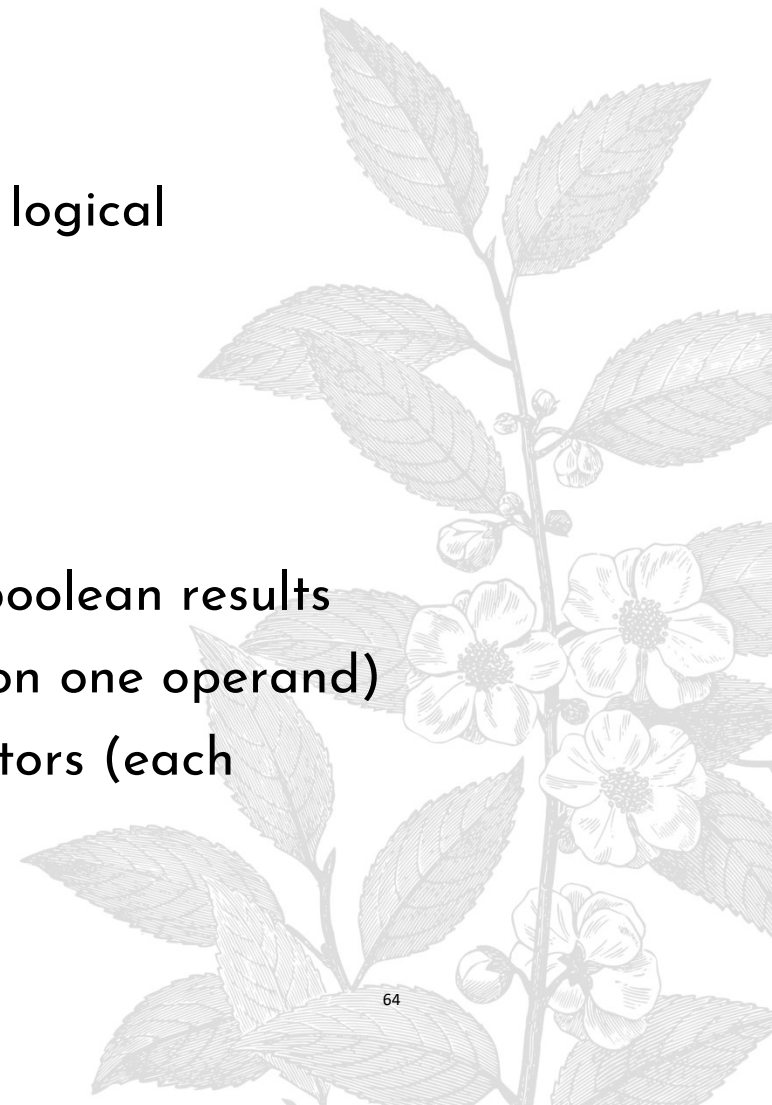 logical
boolean results
on one operand)
tors (each
64